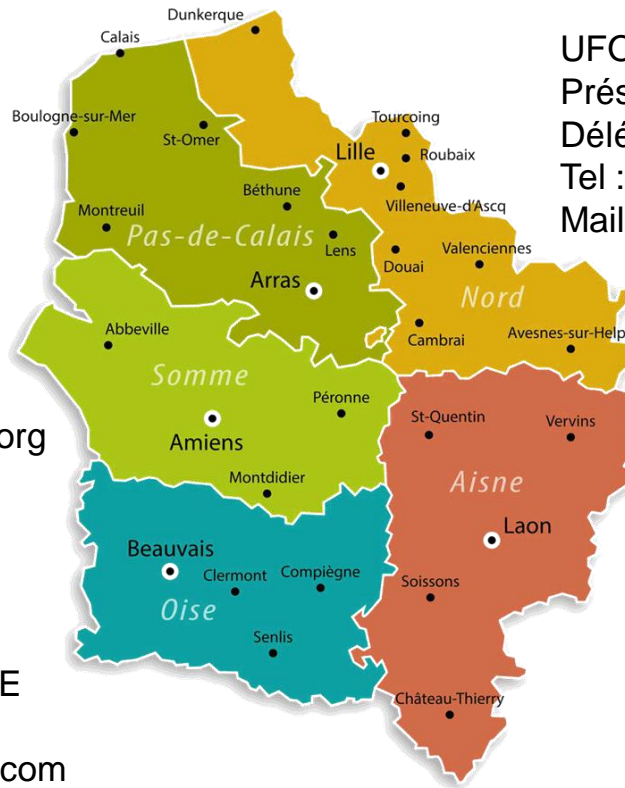 Dunkerque
Calais
Boulogne-sur-Mer
St-Omer
Tourcoing
Lille
Roubaix
Villeneuve-d'Ascq
Béthune
Montreuil
Pas-de-Calais
Lens
Arras
Douai
Valenciennes
Nord
Cambrai
Avesnes-sur-Help
Abbeville
Somme
Péronne
Amiens
Montdidier
St-Quentin
Vervins
Aisne
Laon
Beauvais
Clermont
Compiègne
Oise
Soissons
Senlis
Château-Thierry
UFC
Prés
Délé
Tel :
Mail
org
E
.com